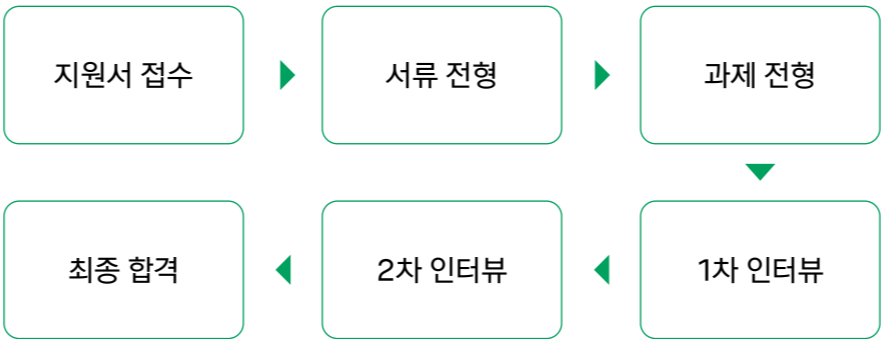 지원서 접수
서류 전형
과제 전형
1차 인터뷰
2차 인터뷰
최종 합격